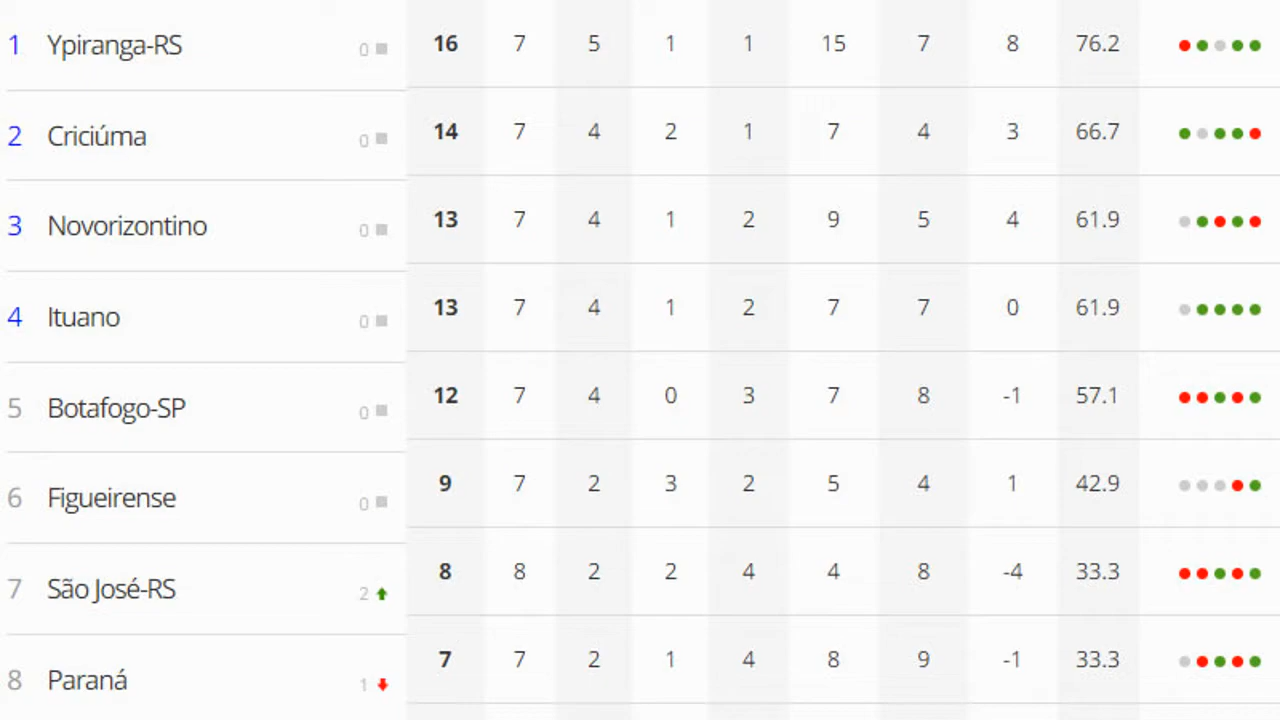 1 Ypiranga-RS 0 16 7 5 1 1 15 7 8 76.2
2 Criciúma 0 14 7 4 2 1 7 4 3 66.7
3 Novorizontino 0 13 7 4 1 2 9 5 4 61.9
4 Ituano 0 13 7 4 1 2 7 7 0 61.9
5 Botafogo-SP 0 12 7 4 0 3 7 8 -1 57.1
6 Figueirense 0 9 7 2 3 2 5 4 1 42.9
7 São José-RS 2 8 8 2 2 4 4 8 -4 33.3
8 Paraná 1 7 7 2 1 4 8 9 -1 33.3